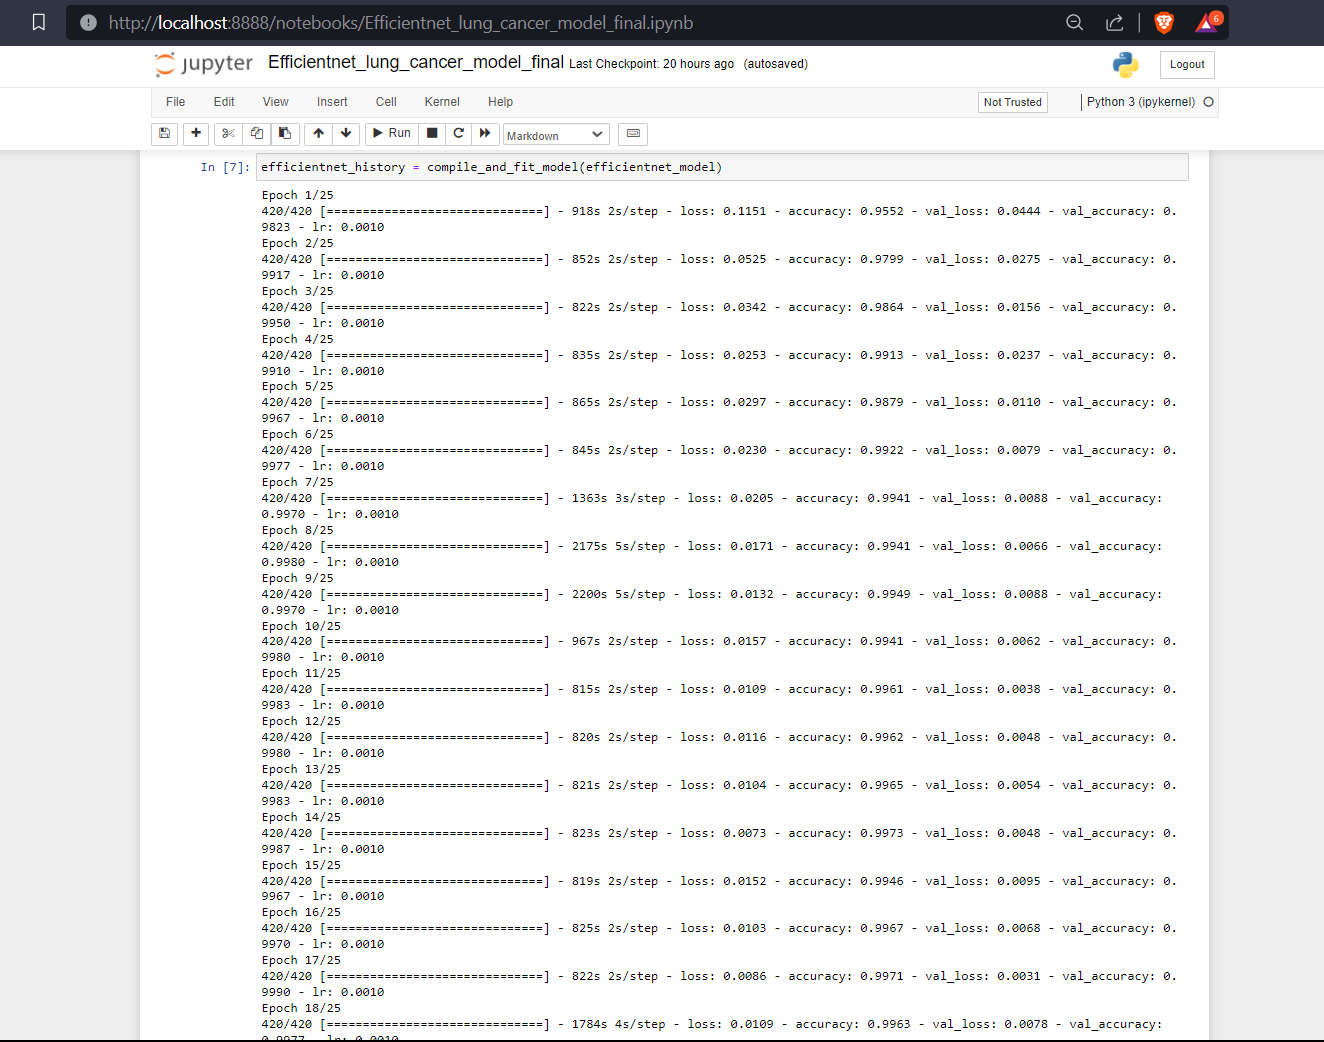 http://localhost:8888/notebooks/Efficientnet_lung_cancer_model_final.ipynb
6
jupyter Efficientnet_lung_cancer_model_final Last Checkpoint: 20 hours ago (autosaved)
Logout
File Edit View Insert Cell Kernel Help
Not Trusted
Python 3 (ipykernel)
Run
Markdown
In [7]: efficientnet_history = compile_and_fit_model(efficientnet_model)
Epoch 1/25
420/420 [==============================] - 918s 2s/step - loss: 0.1151 - accuracy: 0.9552 - val_loss: 0.0444 - val_accuracy: 0.
9823 - lr: 0.0010
Epoch 2/25
420/420 [==============================] - 852s 2s/step - loss: 0.0525 - accuracy: 0.9799 - val_loss: 0.0275 - val_accuracy: 0.
9917 - lr: 0.0010
Epoch 3/25
420/420 [==============================] - 822s 2s/step - loss: 0.0342 - accuracy: 0.9864 - val_loss: 0.0156 - val_accuracy: 0.
9950 - lr: 0.0010
Epoch 4/25
420/420 [==============================] - 835s 2s/step - loss: 0.0253 - accuracy: 0.9913 - val_loss: 0.0237 - val_accuracy: 0.
9910 - lr: 0.0010
Epoch 5/25
420/420 [==============================] - 865s 2s/step - loss: 0.0297 - accuracy: 0.9879 - val_loss: 0.0110 - val_accuracy: 0.
9967 - lr: 0.0010
Epoch 6/25
420/420 [==============================] - 845s 2s/step - loss: 0.0230 - accuracy: 0.9922 - val_loss: 0.0079 - val_accuracy: 0.
9977 - lr: 0.0010
Epoch 7/25
420/420 [==============================] - 1363s 3s/step - loss: 0.0205 - accuracy: 0.9941 - val_loss: 0.0088 - val_accuracy:
0.9970 - lr: 0.0010
Epoch 8/25
420/420 [==============================] - 2175s 5s/step - loss: 0.0171 - accuracy: 0.9941 - val_loss: 0.0066 - val_accuracy:
0.9980 - lr: 0.0010
Epoch 9/25
420/420 [==============================] - 2200s 5s/step - loss: 0.0132 - accuracy: 0.9949 - val_loss: 0.0088 - val_accuracy:
0.9970 - lr: 0.0010
Epoch 10/25
420/420 [==============================] - 967s 2s/step - loss: 0.0157 - accuracy: 0.9941 - val_loss: 0.0062 - val_accuracy: 0.
9980 - lr: 0.0010
Epoch 11/25
420/420 [==============================] - 815s 2s/step - loss: 0.0109 - accuracy: 0.9961 - val_loss: 0.0038 - val_accuracy: 0.
9983 - lr: 0.0010
Epoch 12/25
420/420 [==============================] - 820s 2s/step - loss: 0.0116 - accuracy: 0.9962 - val_loss: 0.0048 - val_accuracy: 0.
9980 - lr: 0.0010
Epoch 13/25
420/420 [==============================] - 821s 2s/step - loss: 0.0104 - accuracy: 0.9965 - val_loss: 0.0054 - val_accuracy: 0.
9983 - lr: 0.0010
Epoch 14/25
420/420 [==============================] - 823s 2s/step - loss: 0.0073 - accuracy: 0.9973 - val_loss: 0.0048 - val_accuracy: 0.
9987 - lr: 0.0010
Epoch 15/25
420/420 [==============================] - 819s 2s/step - loss: 0.0152 - accuracy: 0.9946 - val_loss: 0.0095 - val_accuracy: 0.
9967 - lr: 0.0010
Epoch 16/25
420/420 [==============================] - 825s 2s/step - loss: 0.0103 - accuracy: 0.9967 - val_loss: 0.0068 - val_accuracy: 0.
9970 - lr: 0.0010
Epoch 17/25
420/420 [==============================] - 822s 2s/step - loss: 0.0086 - accuracy: 0.9971 - val_loss: 0.0031 - val_accuracy: 0.
9990 - lr: 0.0010
Epoch 18/25
420/420 [==============================] - 1784s 4s/step - loss: 0.0109 - accuracy: 0.9963 - val_loss: 0.0078 - val_accuracy:
0.9977 - lr: 0.0010